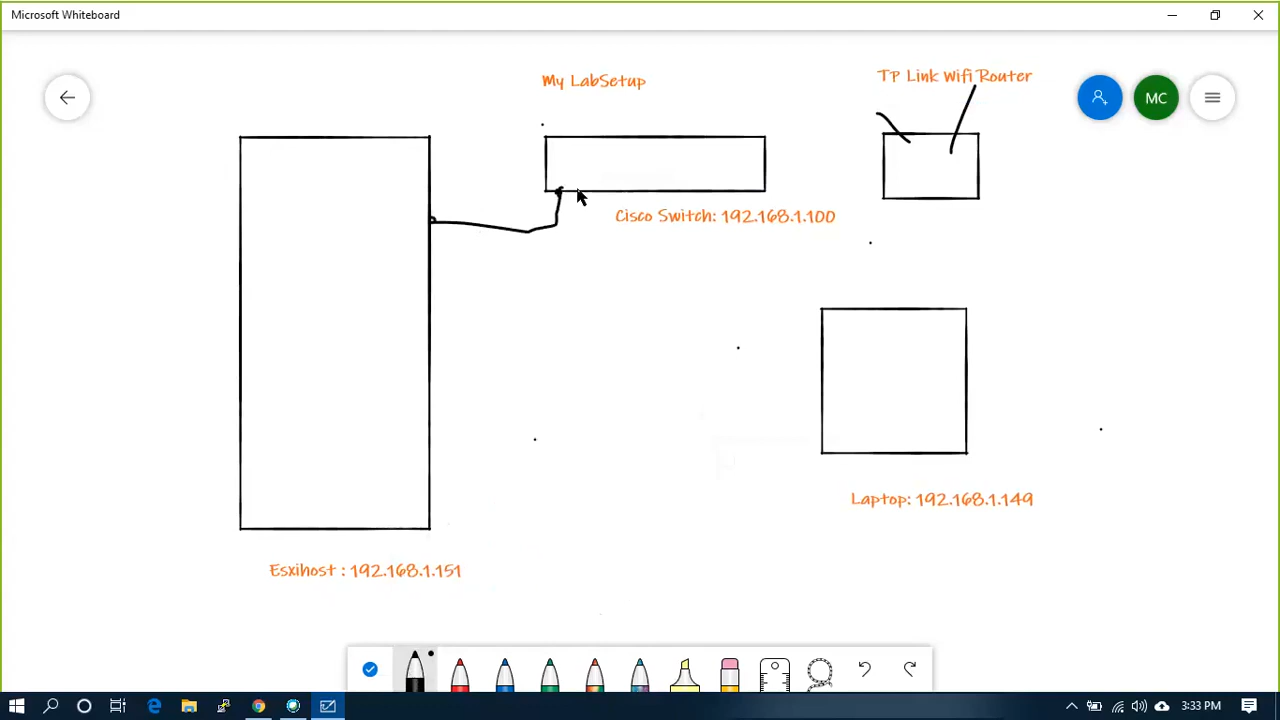 Microsoft Whiteboard
My LabSetup
Tp Link Wifi Router
MC
Cisco Switch: 192.168.1.100
Laptop: 192.168.1.149
Esxihost : 192.168.1.151
3:33 PM